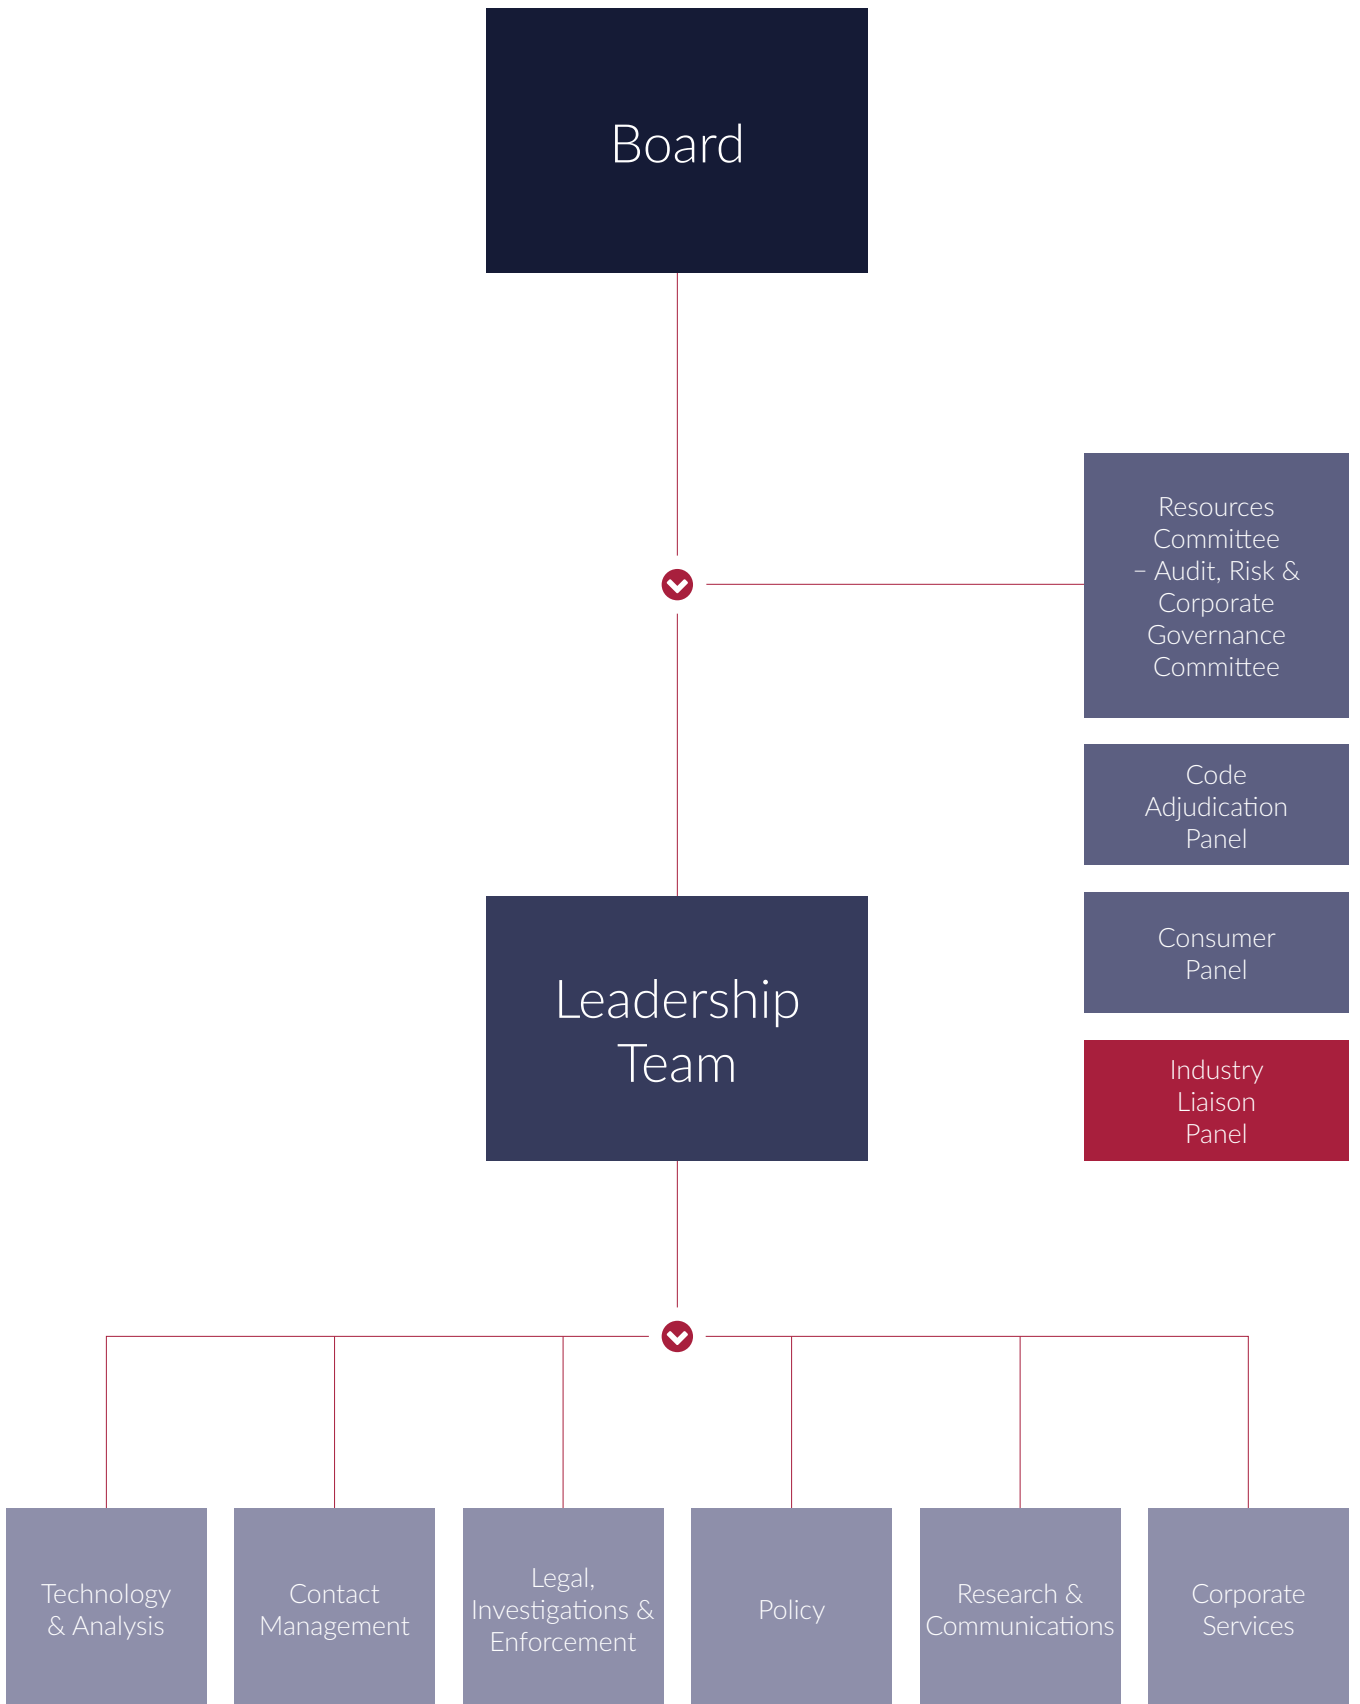 Board
Resources
Committee
– Audit, Risk &
Corporate
Governance
Committee
Code
Adjudication
Panel
Consumer
Panel
Leadership
Team
Industry
Liaison
Panel
Technology
& Analysis
Contact
Management
Legal,
Investigations &
Enforcement
Policy
Research &
Communications
Corporate
Services